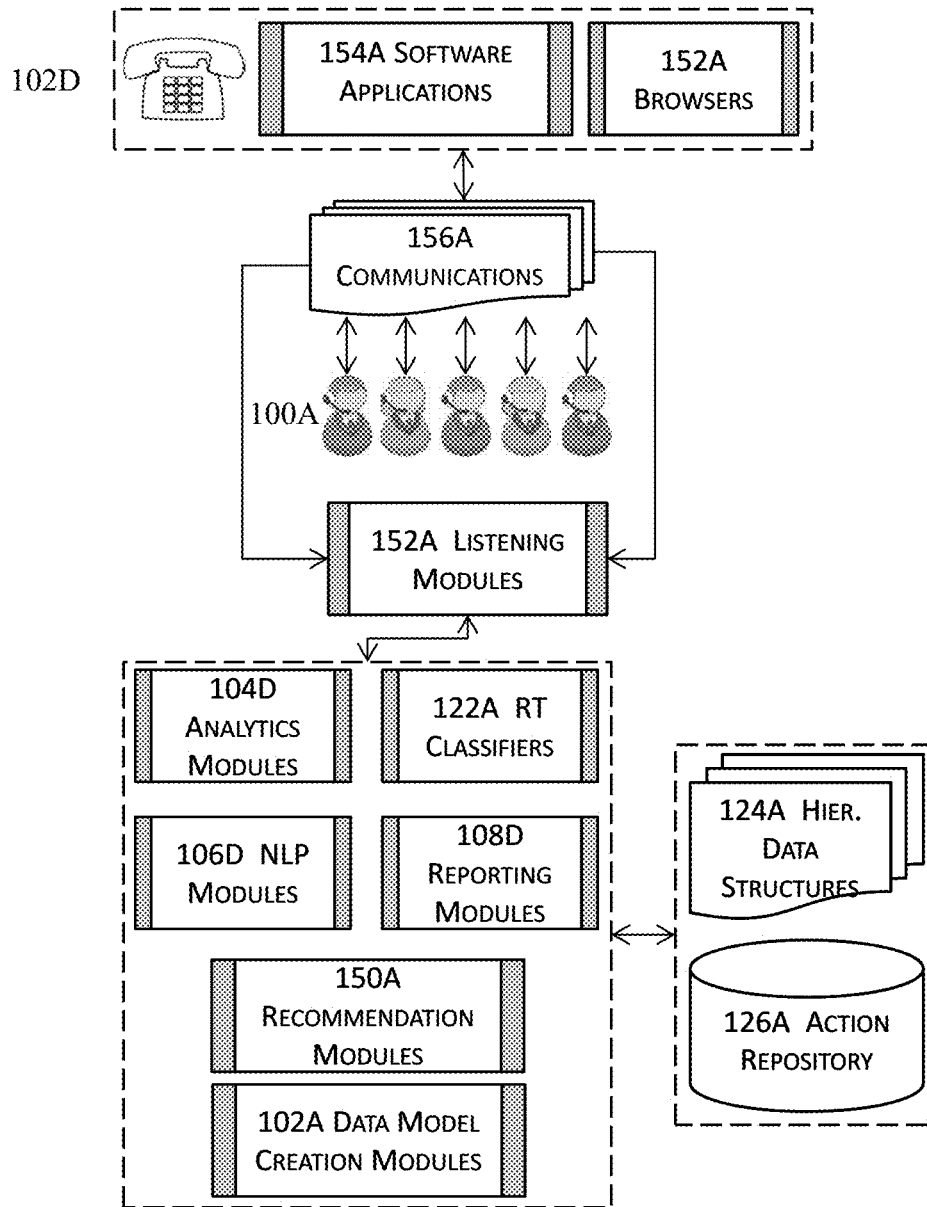 102D
154A SOFTWARE
APPLICATIONS
152A
BROWSERS
156A
COMMUNICATIONS
100A
152A LISTENING
MODULES
104D
ANALYTICS
MODULES
122A RT
CLASSIFIERS
106D NLP
MODULES
108D
REPORTING
MODULES
150A
RECOMMENDATION
MODULES
102A DATA MODEL
CREATION MODULES
124A HIER.
DATA
STRUCTURES
126A ACTION
REPOSITORY